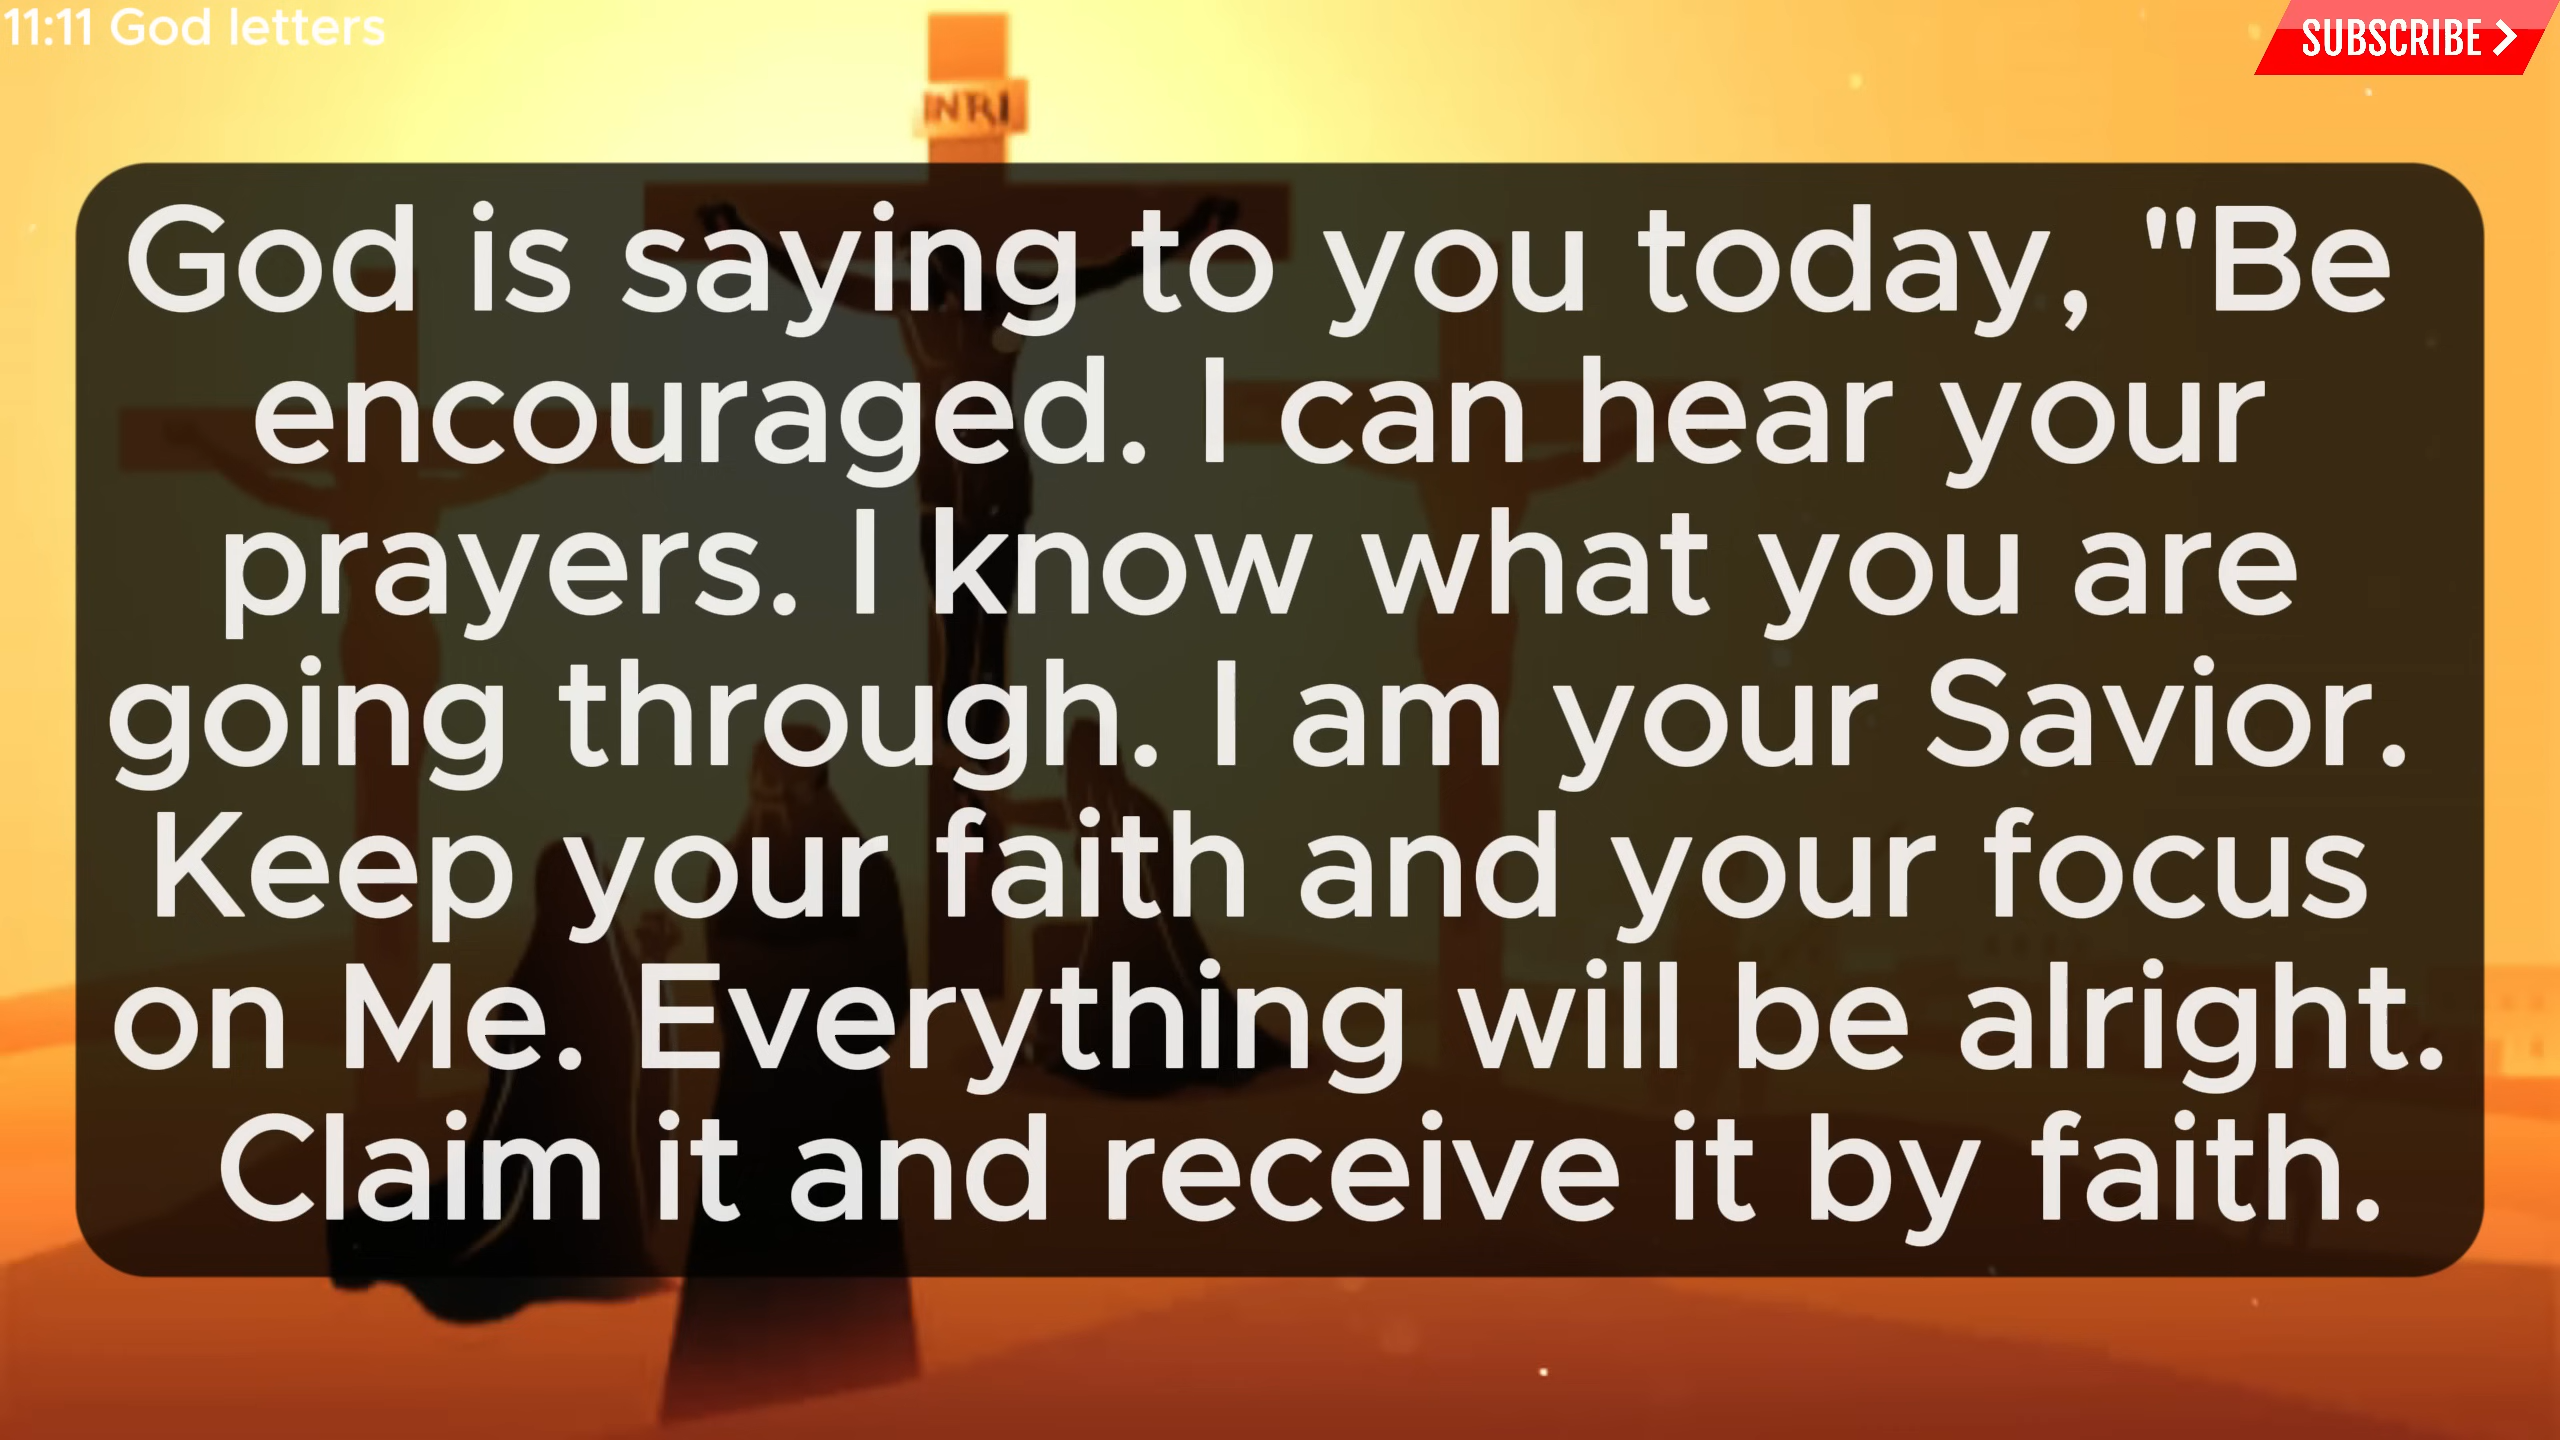 11:11 God letters
SUBSCRIBE
INRI
God is saying to you today, "Be
encouraged. I can hear your
prayers. I know what you are
going through. I am your Savior.
Keep your faith and your focus
on Me. Everything will be alright.
Claim it and receive it by faith.